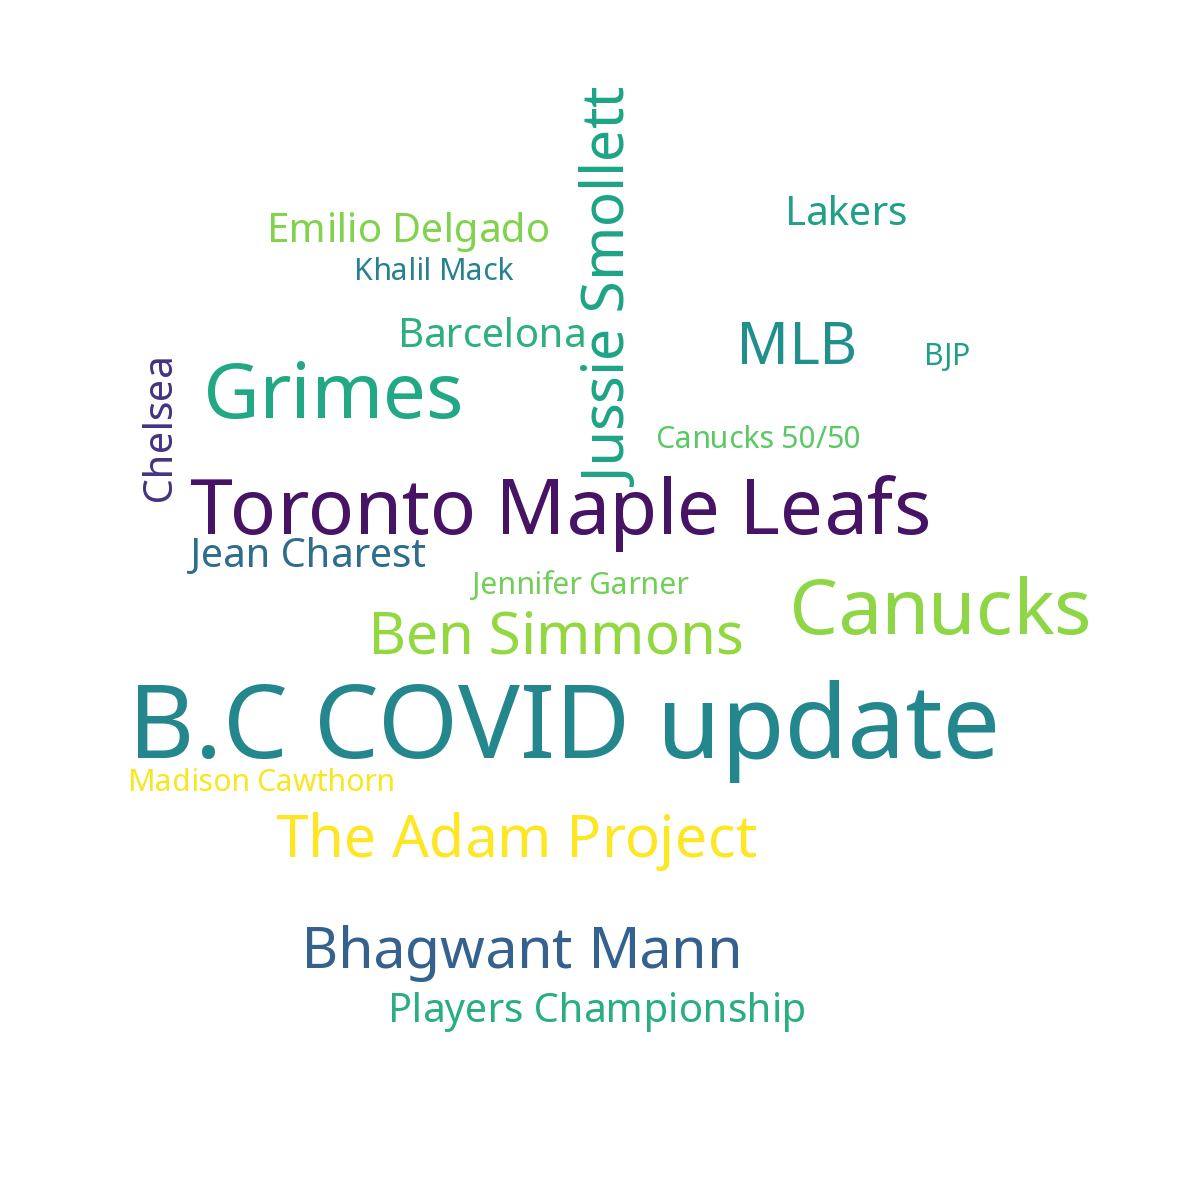 Jussie Smollett
Lakers
Emilio Delgado
Khalil Mack
Barcelona
MLB
BJP
Chelsea
Grimes
Canucks 50/50
Toronto Maple Leafs
Jean Charest
Jennifer Garner
Canucks
Ben Simmons
B.C COVID update
Madison Cawthorn
The Adam Project
Bhagwant Mann
Players Championship